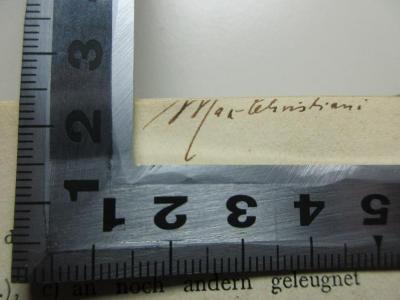 Max Christiani
3
2
1
1 2 3 4 5
an noch andern geleugnet